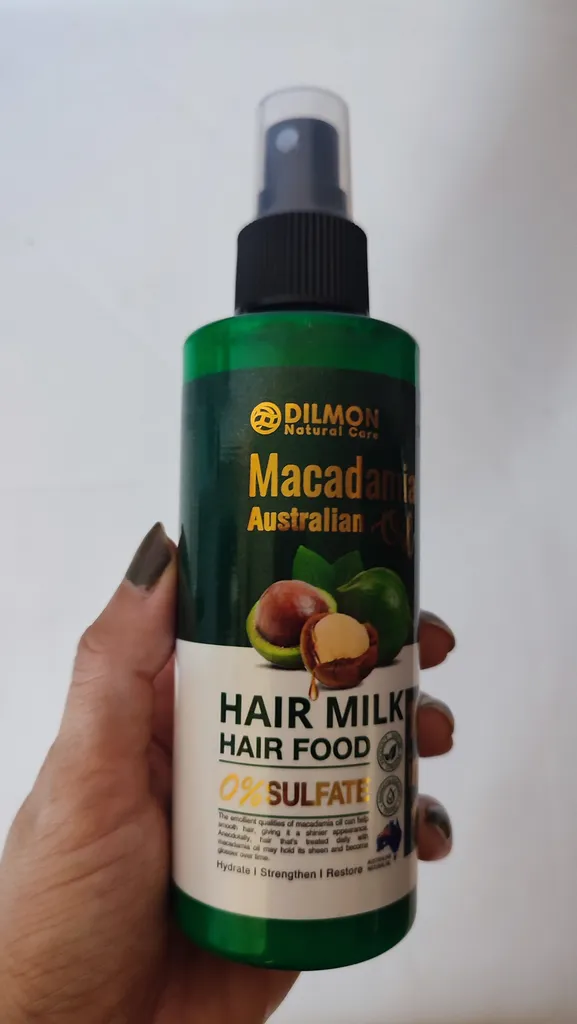 DILMON
Natural Care
Macadamia
Australian
HAIR MILK
HAIR FOOD
0% SULFATE
The emollient qualities of macadamia oil can help
smooth hair, giving it a shinier appearance.
Anecdotally, hair that's treated daily with
macadamia oil may hold its sheen and become
glossier over time.
Hydrate I Strengthen I Restore